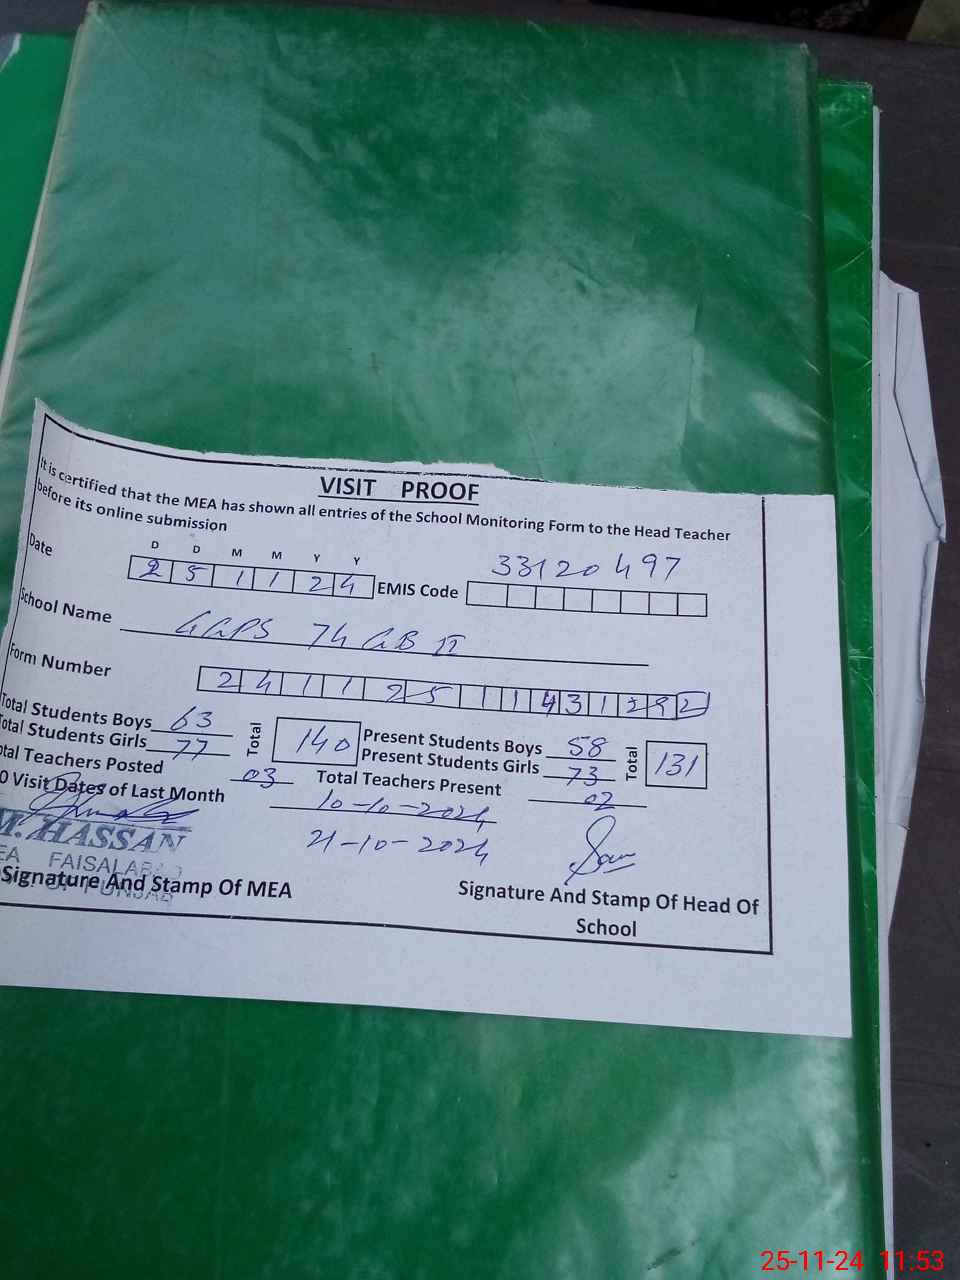 VISIT PROOF
It is certified that the MEA has shown all entries of the School Monitoring Form to the Head Teacher
before its online submission
D D M M Y Y
33120497
Date 2 5 1 1 2 4 EMIS Code
School Name GGPS 74 GB II
Form Number 2 4 1 1 2 5 1 1 4 3 1 2 2
Total Students Boys 63 Total 140 Present Students Boys 58 Total 131
Total Students Girls 77 Present Students Girls 73
Total Teachers Posted 03 Total Teachers Present 02
Visit Dates of Last Month 10-10-2024
21-10-2024
M. HASSAN
MEA FAISALABAD
PUNJAB
Signature And Stamp Of MEA
Signature And Stamp Of Head Of
School
25-11-24 11:53